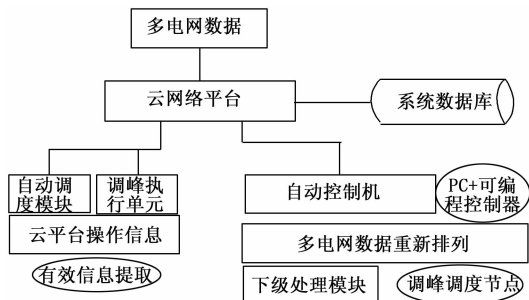 多电网数据
云网络平台
系统数据库
自动调
度模块
调峰执
行单元
自动控制机
PC+可编
程控制器
云平台操作信息
多电网数据重新排列
有效信息提取
下级处理模块
调峰调度节点